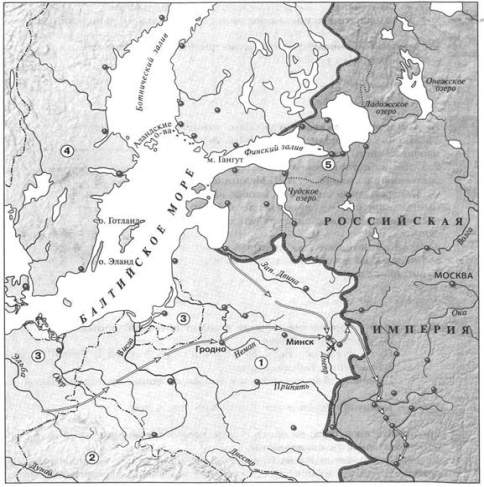 Ботнический залив
Онежское
озеро
Ладожское
озеро
Аландские
о-ва
м. Гангут
Финский залив
④
⑤
Чудское
озеро
РОССИЙСКАЯ
о. Готланд
Волга
о. Эланд
БАЛТИЙСКОЕ МОРЕ
Зап. Двина
МОСКВА
Ока
ИМПЕРИЯ
③
③
Висла
Гродно
Неман
Минск
Днепр
①
Эльба
Одер
Припять
②
Дунай
Днестр